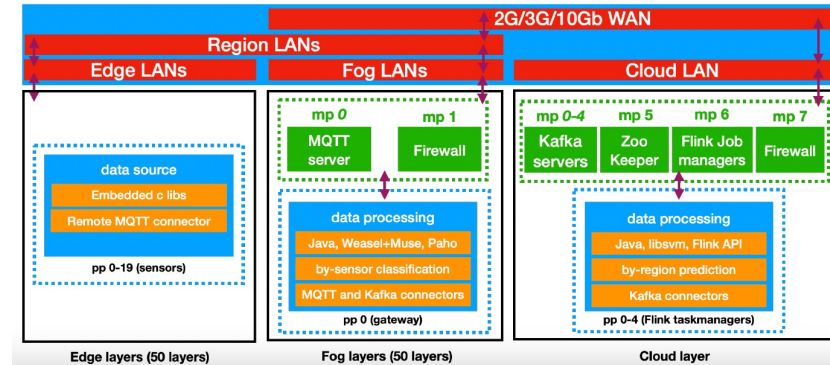 2G/3G/10Gb WAN
Region LANs
Edge LANs
Fog LANs
Cloud LAN
data source
Embedded c libs
Remote MQTT connector
pp 0-19 (sensors)
Edge layers (50 layers)
mp 0
MQTT
server
mp 1
Firewall
data processing
Java, Weasel+Muse, Paho
by-sensor classification
MQTT and Kafka connectors
pp 0 (gateway)
Fog layers (50 layers)
mp 0-4
Kafka
servers
mp 5
Zoo
Keeper
mp 6
Flink Job
managers
mp 7
Firewall
data processing
Java, libsvm, Flink API
by-region prediction
Kafka connectors
pp 0-4 (Flink taskmanagers)
Cloud layer